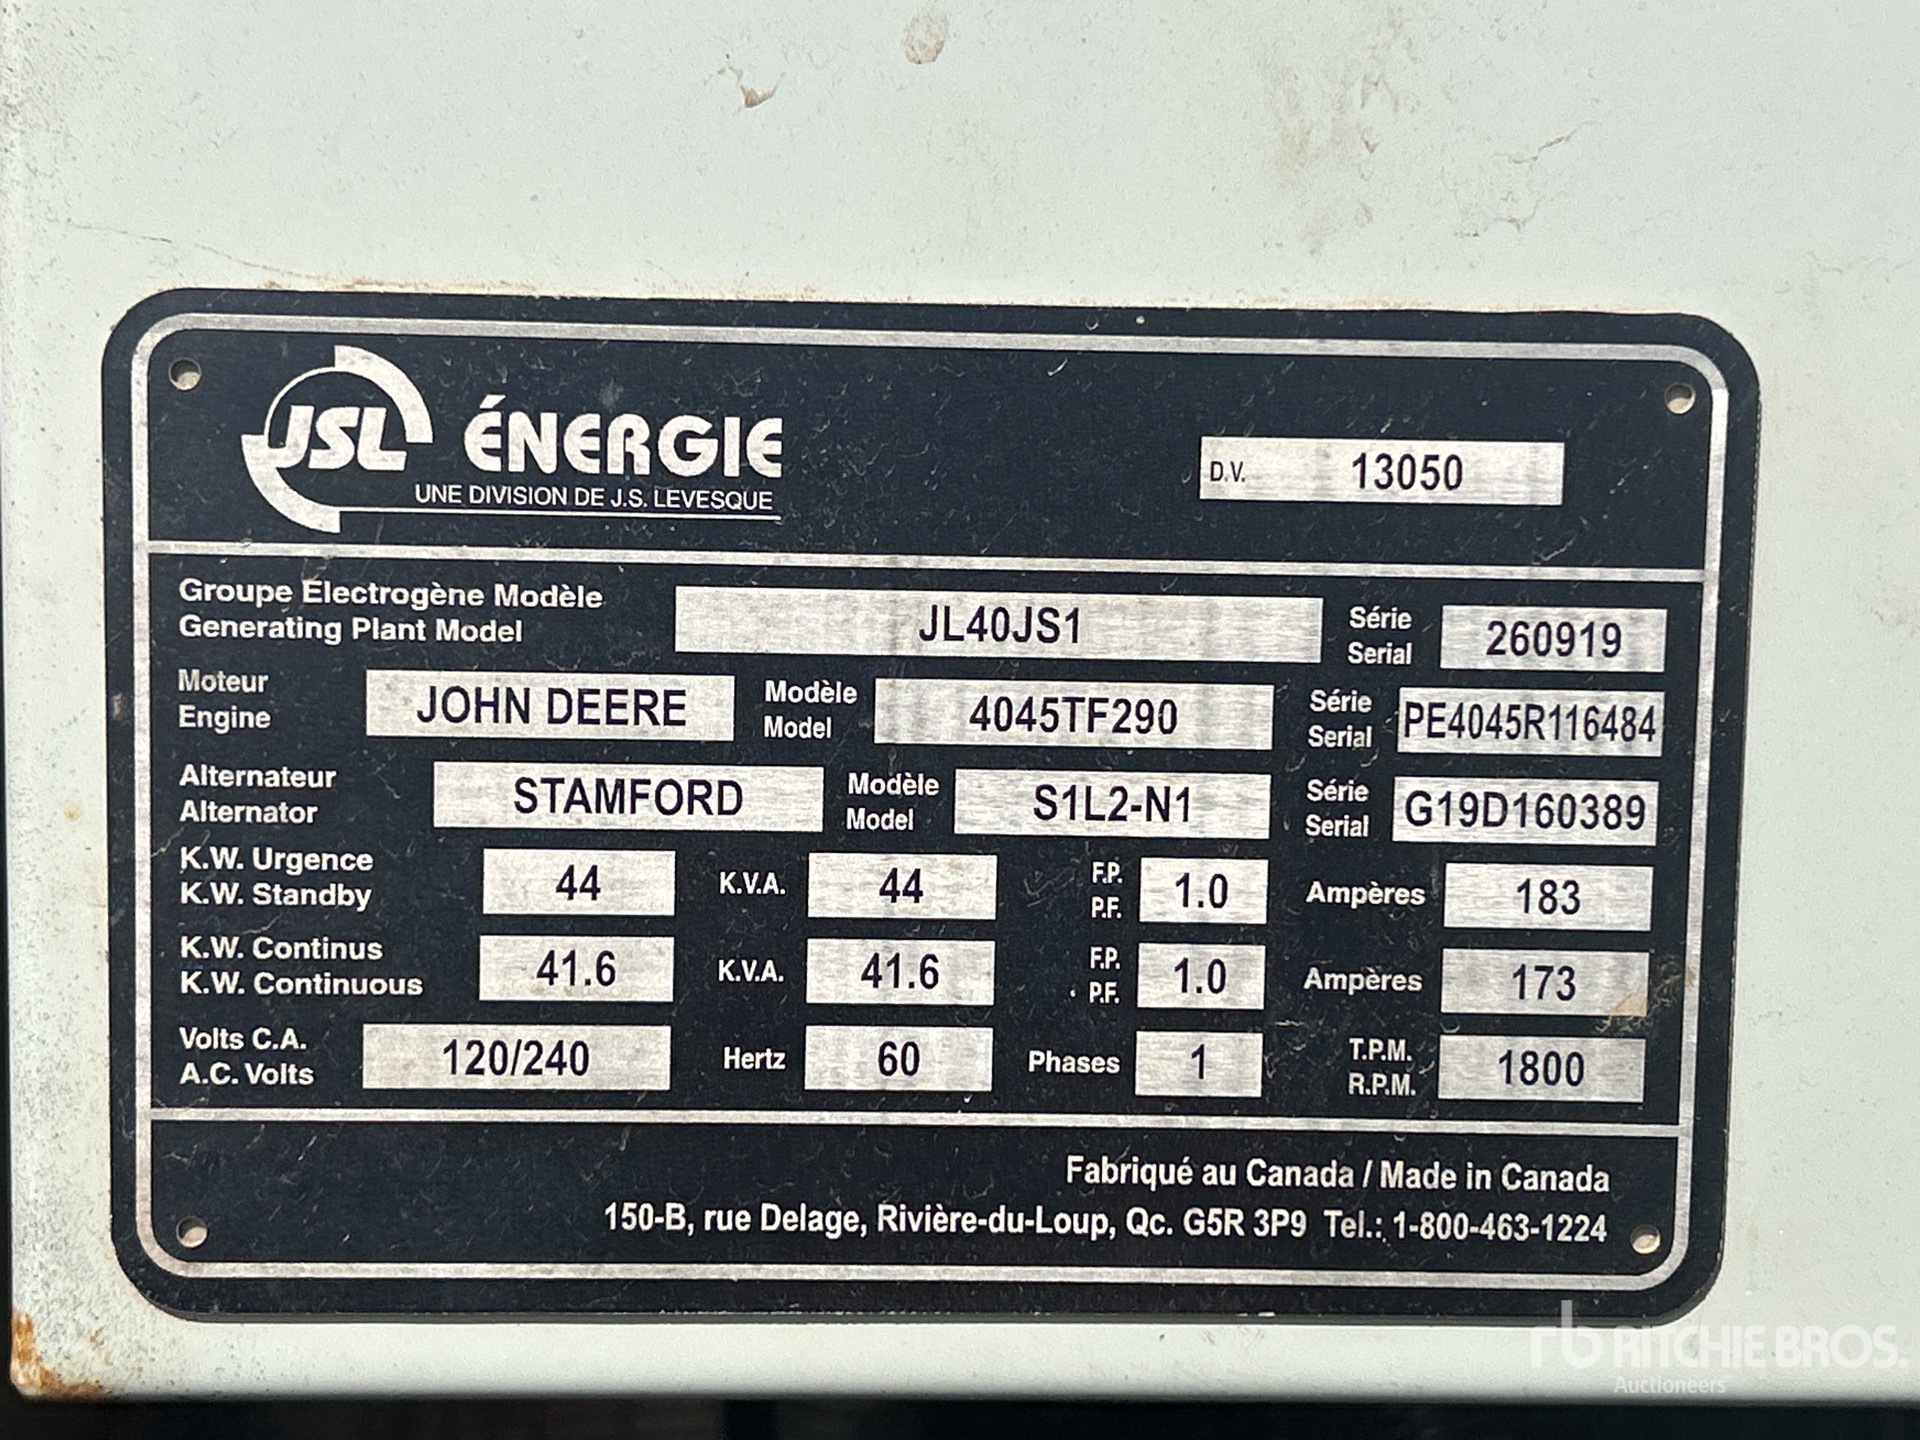 JSL ÉNERGIE
UNE DIVISION DE J.S. LEVESQUE
D.V. 13050
Groupe Électrogène Modèle
Generating Plant Model
JL40JS1
Série
Serial
260919
Moteur
Engine
JOHN DEERE
Modèle
Model
4045TF290
Série
Serial
PE4045R116484
Alternateur
Alternator
STAMFORD
Modèle
Model
S1L2-N1
Série
Serial
G19D160389
K.W. Urgence
K.W. Standby
44
K.V.A.
44
F.P.
P.F.
1.0
Ampères
183
K.W. Continus
K.W. Continuous
41.6
K.V.A.
41.6
F.P.
P.F.
1.0
Ampères
173
Volts C.A.
A.C. Volts
120/240
Hertz
60
Phases
1
T.P.M.
R.P.M.
1800
Fabriqué au Canada / Made in Canada
150-B, rue Delage, Rivière-du-Loup, Qc. G5R 3P9 Tel.: 1-800-463-1224
rb RITCHIE BROS.
Auctioneers